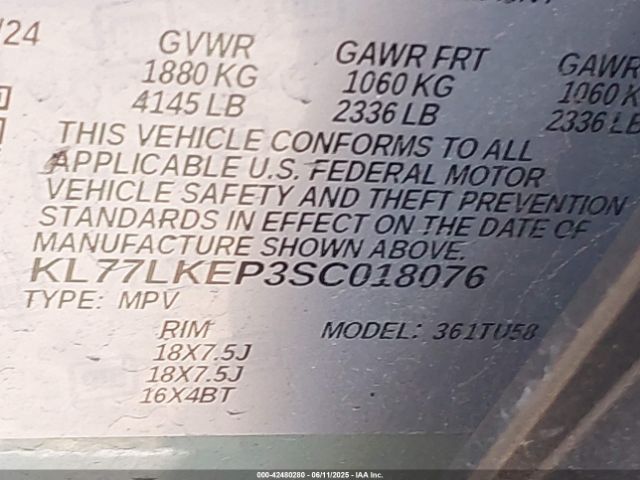 /24
GVWR GAWR FRT GAWR
1880 KG 1060 KG 1060 K
4145 LB 2336 LB 2336 LB
THIS VEHICLE CONFORMS TO ALL
APPLICABLE U.S. FEDERAL MOTOR
VEHICLE SAFETY AND THEFT PREVENTION
STANDARDS IN EFFECT ON THE DATE OF
MANUFACTURE SHOWN ABOVE.
KL77LKEP3SC018076
TYPE: MPV
RIM MODEL: 361TU58
18X7.5J
18X7.5J
16X4BT
000-42480280 - 06/11/2025 - IAA Inc.